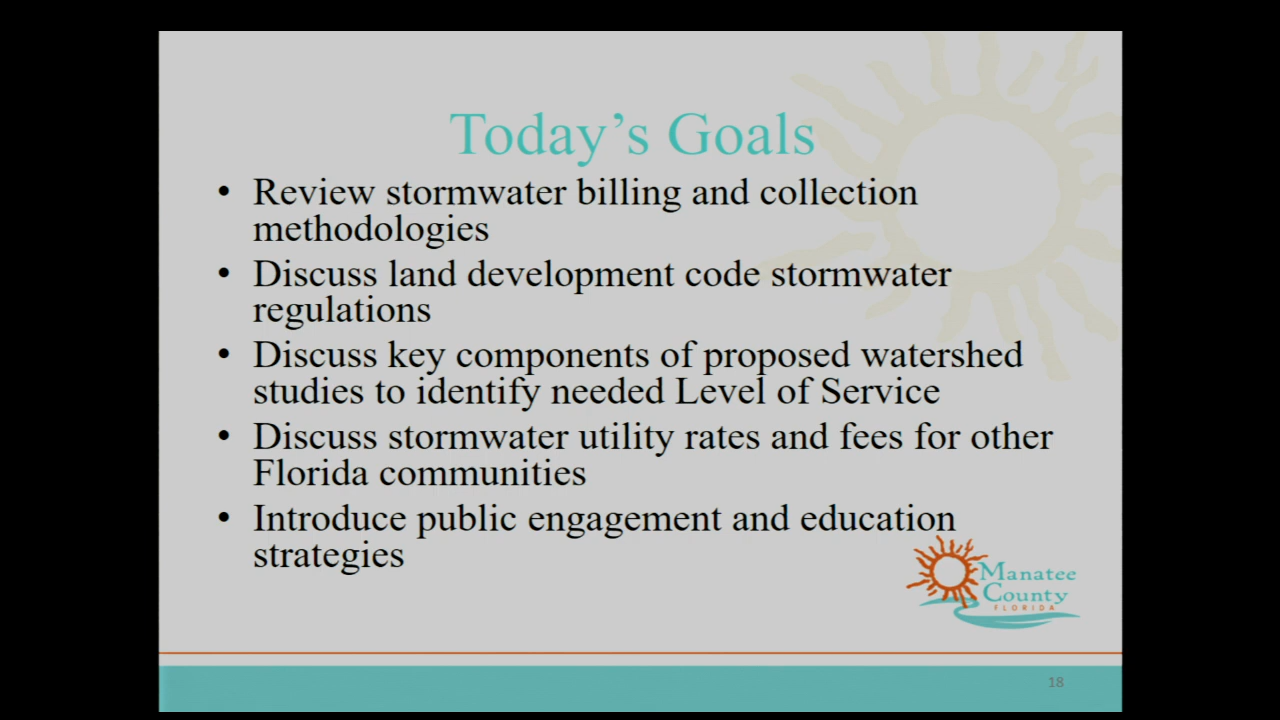 Today's Goals
• Review stormwater billing and collection
methodologies
• Discuss land development code stormwater
regulations
• Discuss key components of proposed watershed
studies to identify needed Level of Service
• Discuss stormwater utility rates and fees for other
Florida communities
• Introduce public engagement and education
strategies
Manatee
County
FLORIDA
18